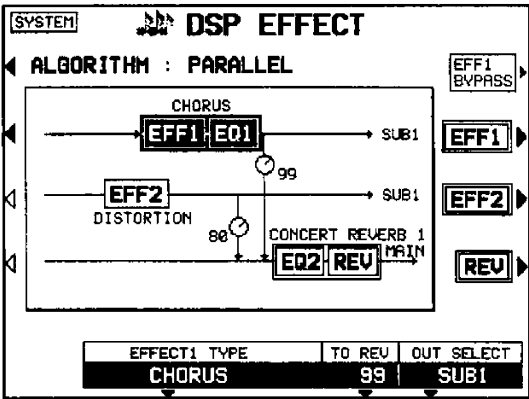 SYSTEM DSP EFFECT
ALGORITHM : PARALLEL
EFF1 BYPASS
CHORUS
EFF1 EQ1 SUB1
EFF1
99
EFF2 SUB1
EFF2
DISTORTION
80
CONCERT REVERB 1
EQ2 REV MAIN
REV
EFFECT1 TYPE TO REV OUT SELECT
CHORUS 99 SUB1